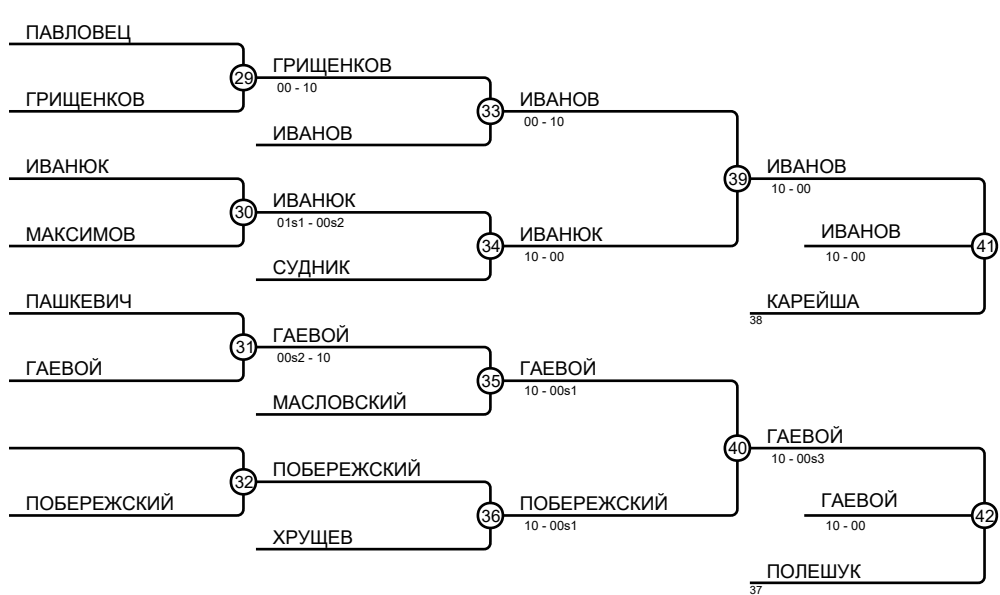 ПАВЛОВЕЦ
29
ГРИЩЕНКОВ
00 - 10
ГРИЩЕНКОВ
33
ИВАНОВ
00 - 10
ИВАНОВ
ИВАНЮК
39
ИВАНОВ
10 - 00
30
ИВАНЮК
01s1 - 00s2
МАКСИМОВ
34
ИВАНЮК
10 - 00
ИВАНОВ
10 - 00
41
СУДНИК
ПАШКЕВИЧ
КАРЕЙША
38
31
ГАЕВОЙ
00s2 - 10
ГАЕВОЙ
35
ГАЕВОЙ
10 - 00s1
МАСЛОВСКИЙ
40
ГАЕВОЙ
10 - 00s3
32
ПОБЕРЕЖСКИЙ
ПОБЕРЕЖСКИЙ
36
ПОБЕРЕЖСКИЙ
10 - 00s1
ГАЕВОЙ
10 - 00
42
ХРУЩЕВ
ПОЛЕШУК
37